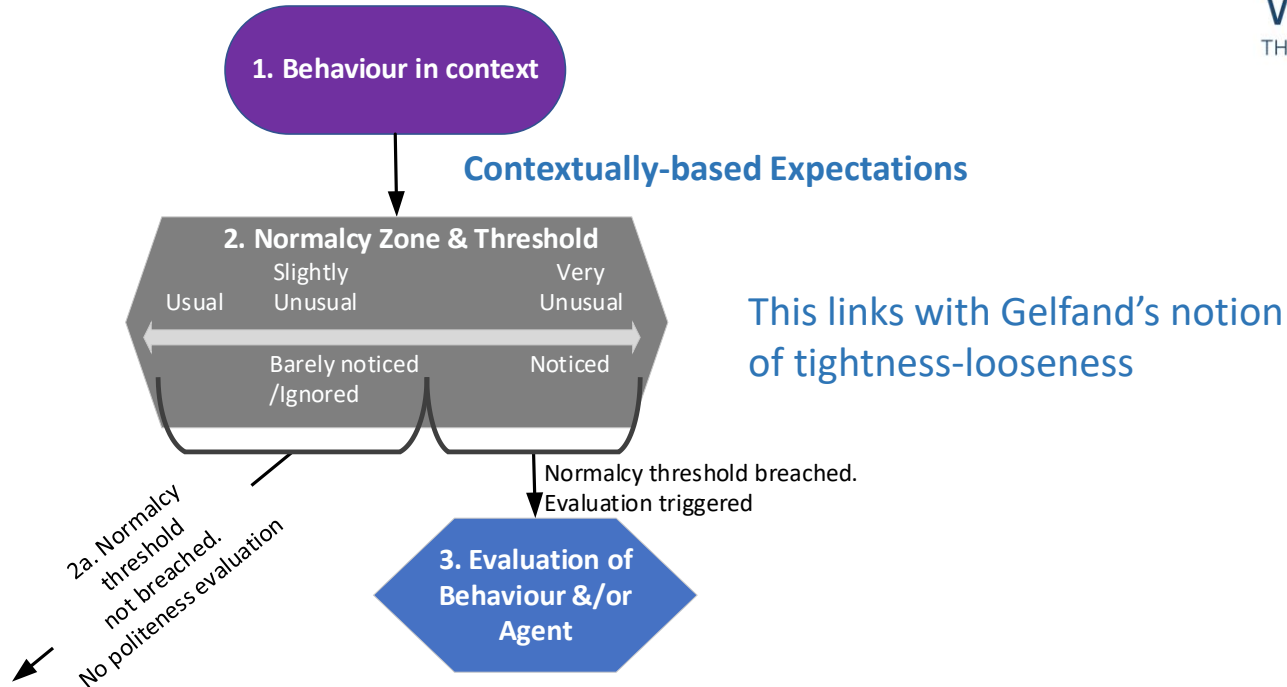 TH
1. Behaviour in context
Contextually-based Expectations
2. Normalcy Zone & Threshold
Slightly
Very
Usual
Unusual
Unusual
Barely noticed
/Ignored
Noticed
This links with Gelfand's notion
of tightness-looseness
Normalcy threshold breached.
Evaluation triggered
2a. Normalcy
threshold
not breached.
No politeness evaluation
3. Evaluation of
Behaviour &/or
Agent